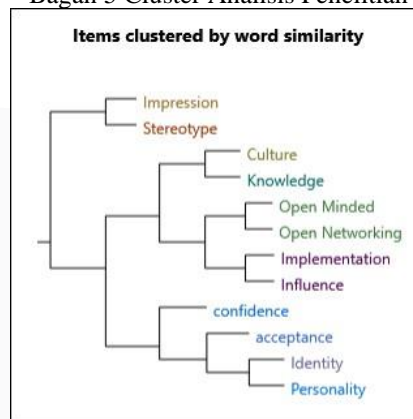 Bagan 3 Cluster Analisis Penelitian
Items clustered by word similarity
Impression
Stereotype
Culture
Knowledge
Open Minded
Open Networking
Implementation
Influence
confidence
acceptance
Identity
Personality